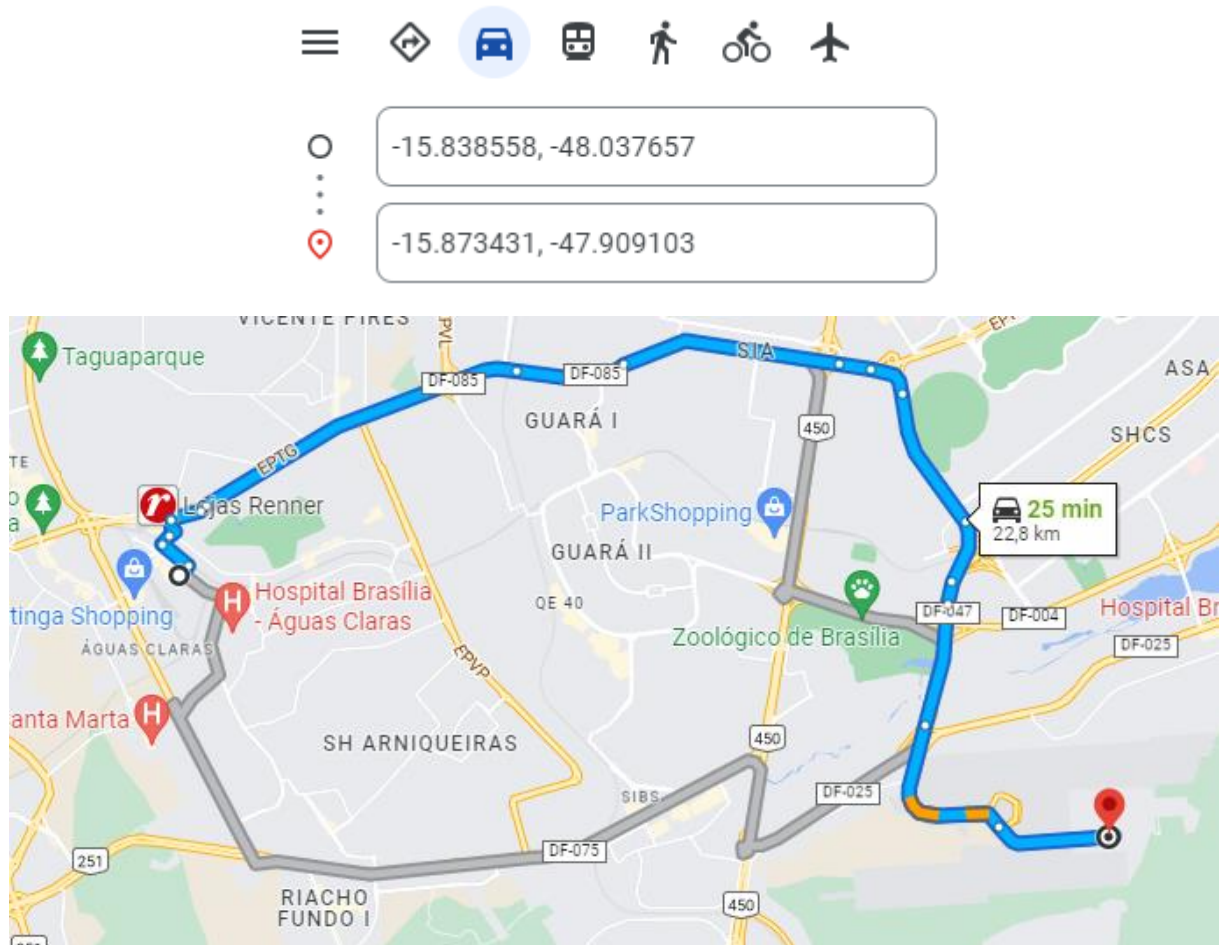 -15.838558, -48.037657
-15.873431, -47.909103
VICENTE PIRES
EPVL
Taguaparque
DF-085
DF-085
SIA
ASA
GUARÁ I
450
SHCS
EPTG
TE
Lojas Renner
ParkShopping
25 min
22,8 km
GUARÁ II
tinga Shopping
Hospital Brasília
- Águas Claras
QE 40
DF-047
DF-004
Hospital Br
Zoológico de Brasília
ÁGUAS CLARAS
EPVP
DF-025
anta Marta
SH ARNIQUEIRAS
450
SIBS
DF-025
DF-075
251
RIACHO
FUNDO I
450